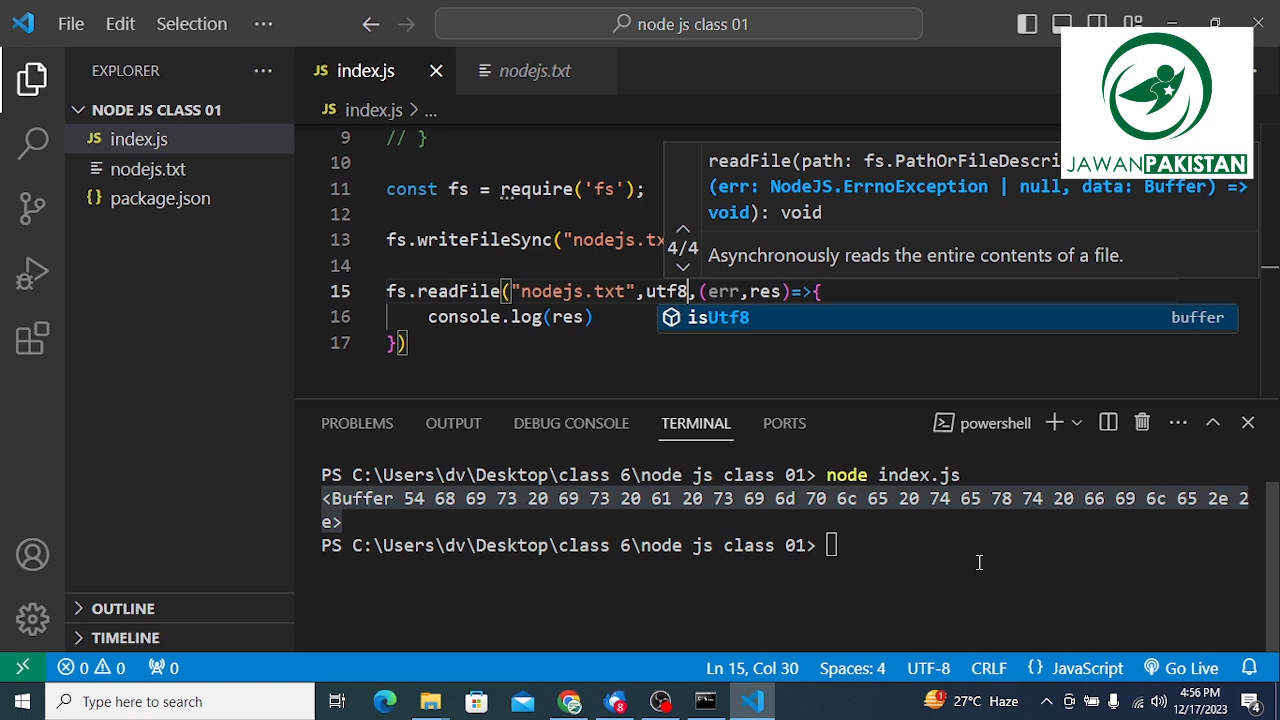 File Edit Selection ··· node js class 01
EXPLORER ···
NODE JS CLASS 01
index.js
nodejs.txt
package.json
OUTLINE
TIMELINE
JS index.js nodejs.txt
JS index.js > ...
9 // }
10
11 const fs = require('fs');
12
13 fs.writeFileSync("nodejs.tx
14
15 fs.readFile("nodejs.txt",utf8,(err,res)=>{
16 console.log(res)
17 })
readFile(path: fs.PathOrFileDescri
(err: NodeJS.ErrnoException | null, data: Buffer) =>
void): void
4/4
Asynchronously reads the entire contents of a file.
isUtf8 buffer
JAWANPAKISTAN
PROBLEMS OUTPUT DEBUG CONSOLE TERMINAL PORTS powershell
PS C:\Users\dv\Desktop\class 6\node js class 01> node index.js
<Buffer 54 68 69 73 20 69 73 20 61 20 73 69 6d 70 6c 65 20 74 65 78 74 20 66 69 6c 65 2e 2
e>
PS C:\Users\dv\Desktop\class 6\node js class 01>
0 0 0 Ln 15, Col 30 Spaces: 4 UTF-8 CRLF {} JavaScript Go Live
Type here to search 8 27°C Haze 4:56 PM
12/17/2023 4